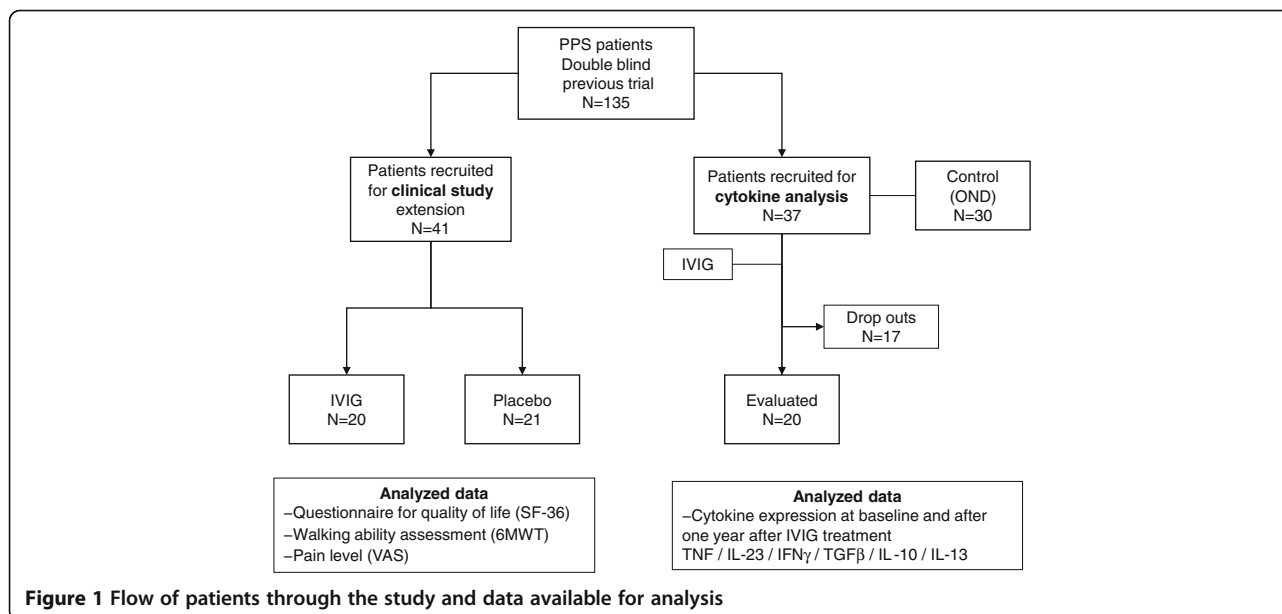 PPS patients
Double blind
previous trial
N=135
Patients recruited
for clinical study
extension
N=41
Patients recruited for
cytokine analysis
N=37
Control
(OND)
N=30
IVIG
Drop outs
N=17
IVIG
N=20
Placebo
N=21
Evaluated
N=20
Analyzed data
–Questionnaire for quality of life (SF-36)
–Walking ability assessment (6MWT)
–Pain level (VAS)
Analyzed data
–Cytokine expression at baseline and after
one year after IVIG treatment
TNF / IL-23 / IFNγ / TGFβ / IL-10 / IL-13
Figure 1 Flow of patients through the study and data available for analysis